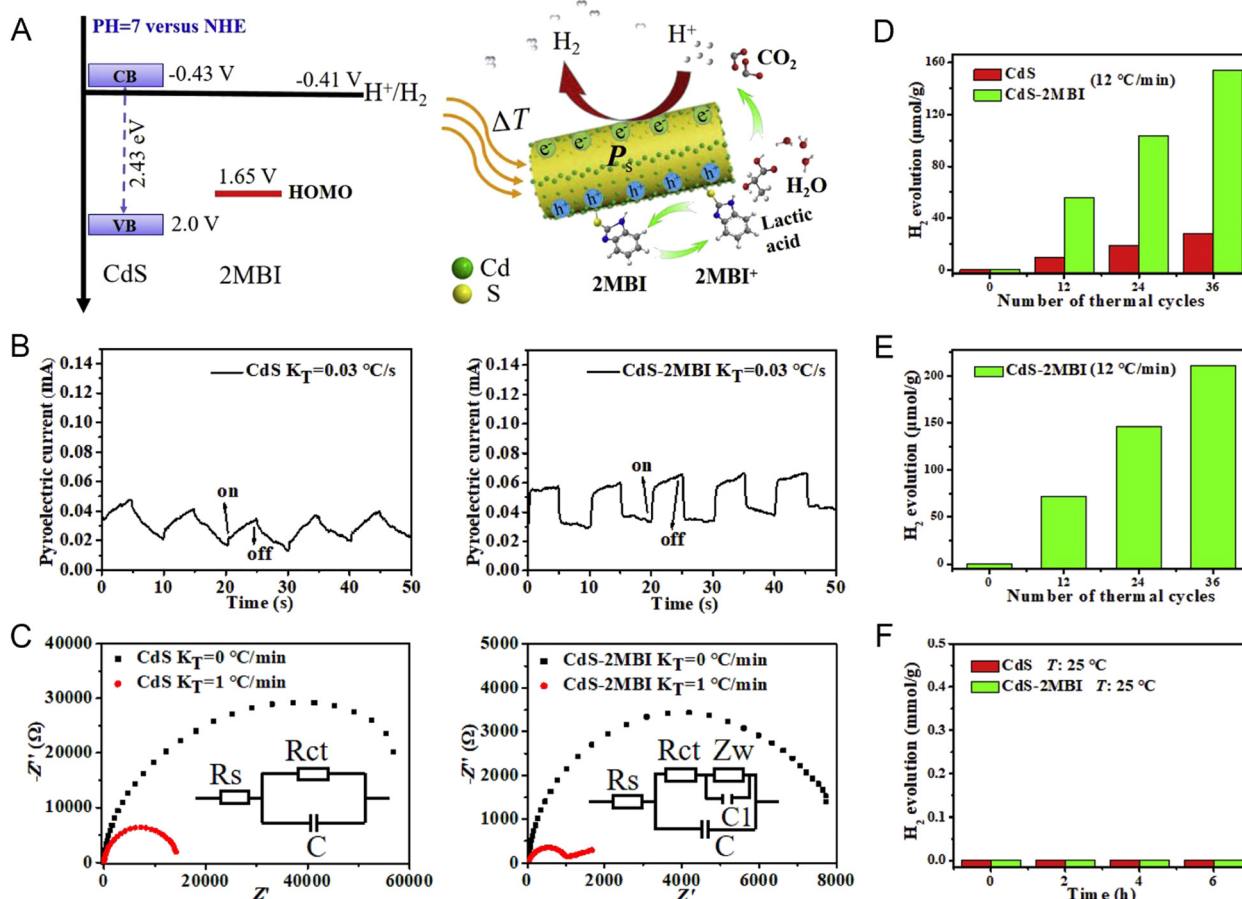 A
PH=7 versus NHE
CB
-0.43 V
-0.41 V
H⁺/H₂
2.43 eV
1.65 V
HOMO
VB
2.0 V
CdS
2MBI
H₂
H⁺
CO₂
ΔT
e⁻ e⁻ e⁻ e⁻ e⁻
Pₛ
h⁺ h⁺ h⁺ h⁺ h⁺
H₂O
Lactic
acid
Cd
S
2MBI
2MBI⁺
D
CdS
CdS-2MBI (12 °C/min)
H₂ evolution (μmol/g)
160
120
80
40
0
0 12 24 36
Number of thermal cycles
B
CdS K_T=0.03 °C/s
Pyroelectric current (mA)
0.14
0.12
0.10
0.08
0.06
0.04
0.02
0.00
on
off
0 10 20 30 40 50
Time (s)
CdS-2MBI K_T=0.03 °C/s
Pyroelectric current (mA)
0.14
0.12
0.10
0.08
0.06
0.04
0.02
0.00
on
off
0 10 20 30 40 50
Time (s)
E
CdS-2MBI (12 °C/min)
H₂ evolution (μmol/g)
200
150
100
50
0
0 12 24 36
Number of thermal cycles
C
CdS K_T=0 °C/min
CdS K_T=1 °C/min
-Z'' (Ω)
40000
30000
20000
10000
0
Rs
Rct
C
0 20000 40000 60000
Z'
CdS-2MBI K_T=0 °C/min
CdS-2MBI K_T=1 °C/min
-Z'' (Ω)
5000
4000
3000
2000
1000
0
Rs
Rct
Zw
C1
C
0 2000 4000 6000 8000
Z'
F
CdS T: 25 °C
CdS-2MBI T: 25 °C
H₂ evolution (mmol/g)
0.5
0.4
0.3
0.2
0.1
0.0
0 2 4 6
Time (h)